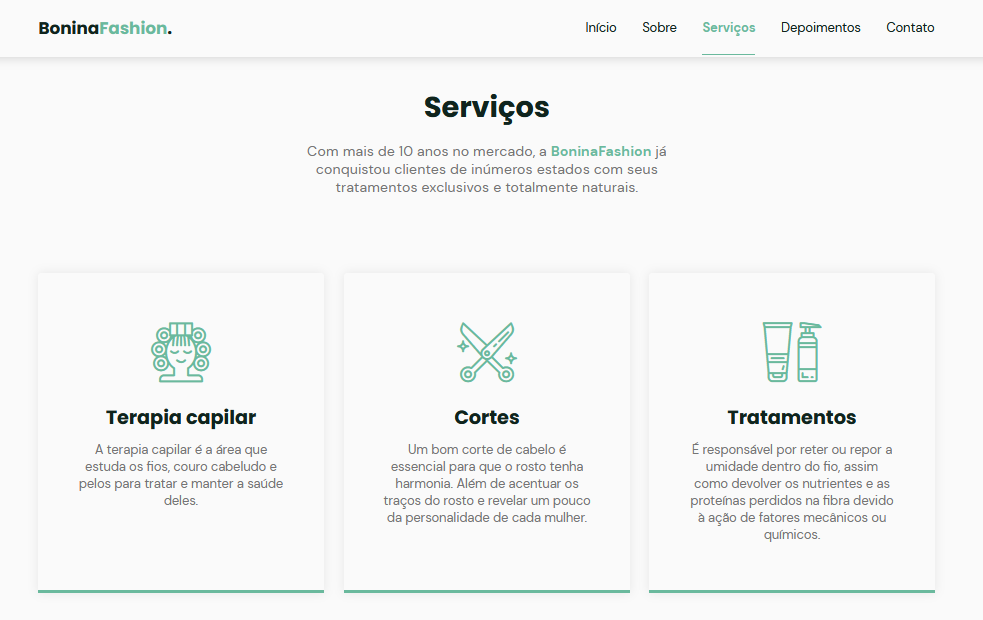 BoninaFashion.
Início Sobre Serviços Depoimentos Contato
Serviços
Com mais de 10 anos no mercado, a BoninaFashion já
conquistou clientes de inúmeros estados com seus
tratamentos exclusivos e totalmente naturais.
Terapia capilar
A terapia capilar é a área que
estuda os fios, couro cabeludo e
pelos para tratar e manter a saúde
deles.
Cortes
Um bom corte de cabelo é
essencial para que o rosto tenha
harmonia. Além de acentuar os
traços do rosto e revelar um pouco
da personalidade de cada mulher.
Tratamentos
É responsável por reter ou repor a
umidade dentro do fio, assim
como devolver os nutrientes e as
proteínas perdidos na fibra devido
à ação de fatores mecânicos ou
químicos.